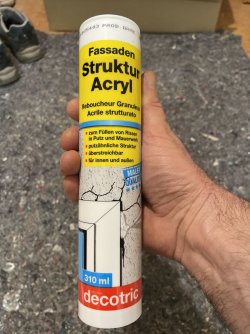 Fassaden
Struktur
Acryl
Reboucheur Granuleux
Acrile strutturato
zum Füllen von Rissen
in Putz und Mauerwerk
putzähnliche Struktur
überstreichbar
für innen und außen
310 ml
decotric